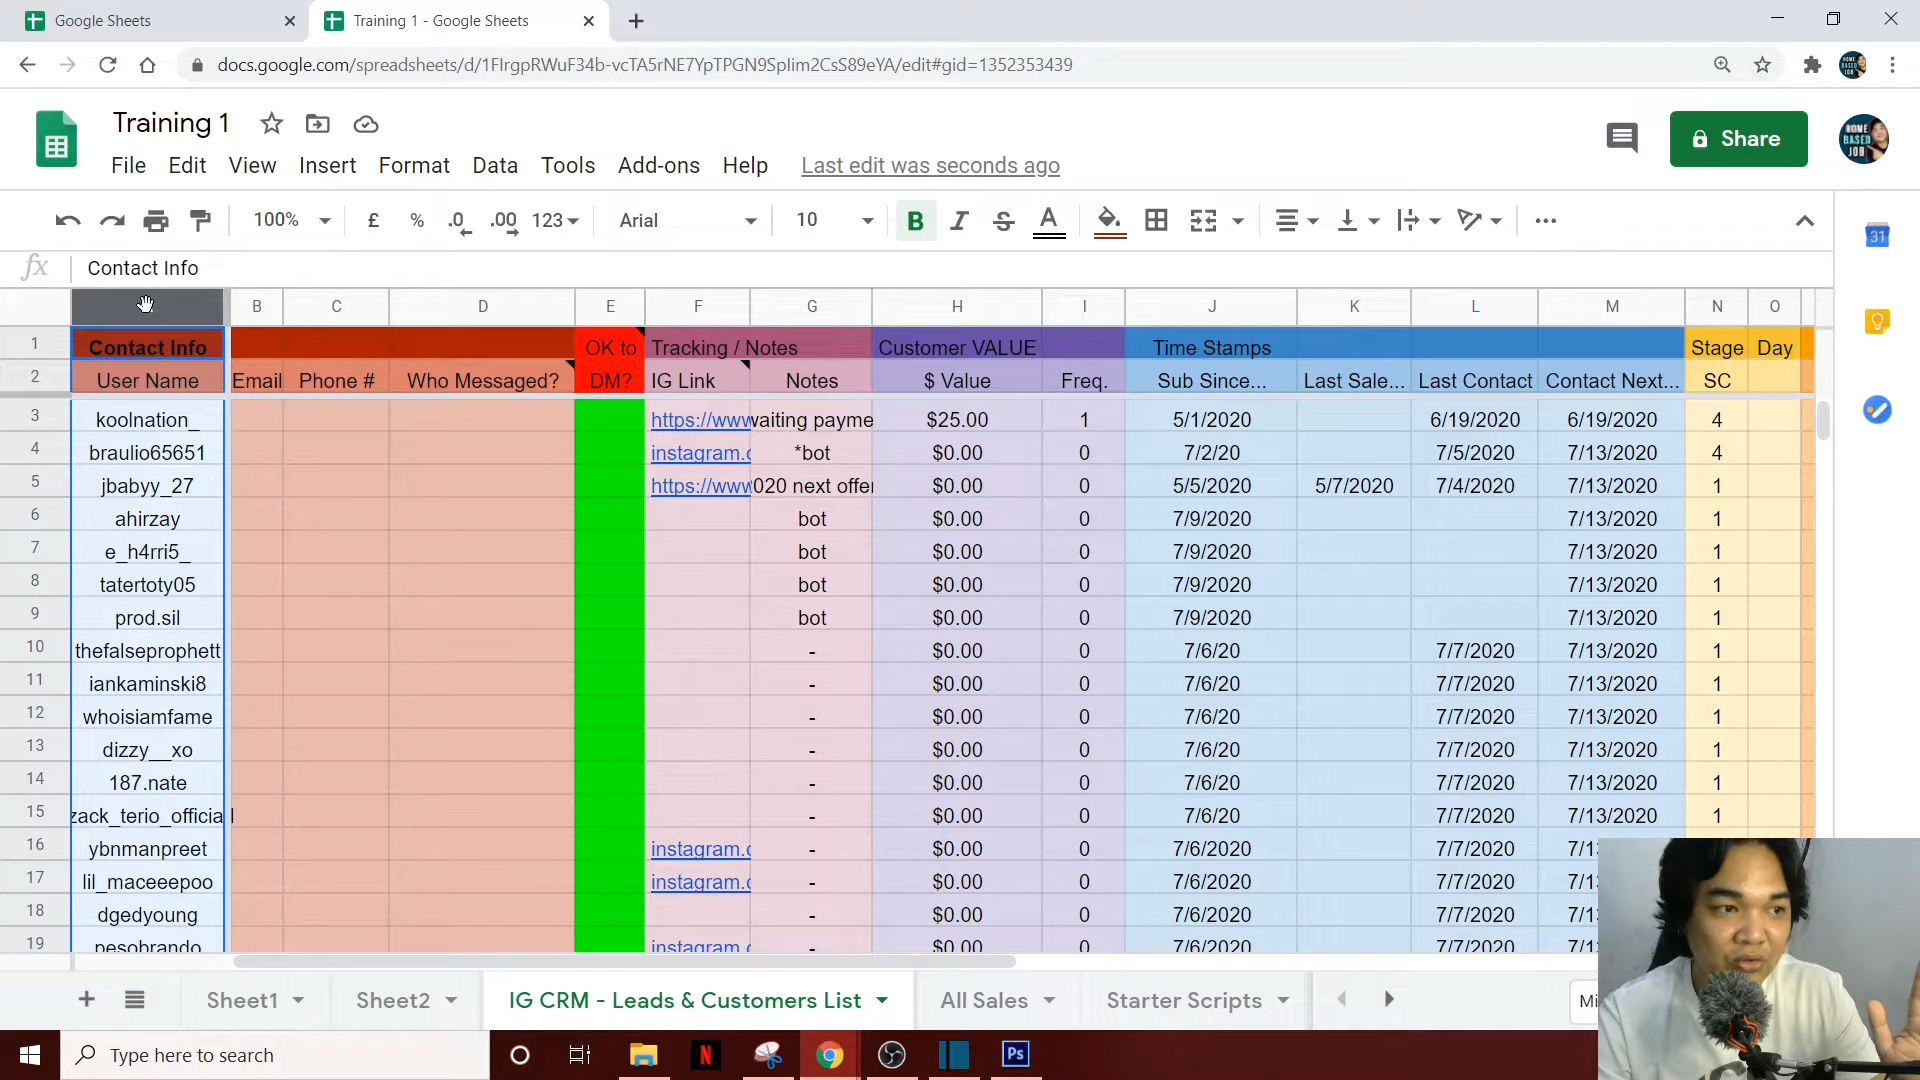 Google Sheets
Training 1 - Google Sheets
docs.google.com/spreadsheets/d/1FIrgpRWuF34b-vcTA5rNE7YpTPGN9SpIim2CsS89eYA/edit#gid=1352353439
Training 1
Share
HOME BASED JOB
File Edit View Insert Format Data Tools Add-ons Help Last edit was seconds ago
100% £ % .0 .00 123 Arial 10 B I S A
31
fx Contact Info
B C D E F G H I J K L M N O
1 Contact Info OK to Tracking / Notes Customer VALUE Time Stamps Stage Day
2 User Name Email Phone # Who Messaged? DM? IG Link Notes $ Value Freq. Sub Since... Last Sale... Last Contact Contact Next... SC
3 koolnation_ https://www waiting payme $25.00 1 5/1/2020 6/19/2020 6/19/2020 4
4 braulio65651 instagram.c *bot $0.00 0 7/2/20 7/5/2020 7/13/2020 4
5 jbabyy_27 https://www 020 next offer $0.00 0 5/5/2020 5/7/2020 7/4/2020 7/13/2020 1
6 ahirzay bot $0.00 0 7/9/2020 7/13/2020 1
7 e_h4rri5_ bot $0.00 0 7/9/2020 7/13/2020 1
8 tatertoty05 bot $0.00 0 7/9/2020 7/13/2020 1
9 prod.sil bot $0.00 0 7/9/2020 7/13/2020 1
10 thefalseprophett - $0.00 0 7/6/20 7/7/2020 7/13/2020 1
11 iankaminski8 - $0.00 0 7/6/20 7/7/2020 7/13/2020 1
12 whoisiamfame - $0.00 0 7/6/20 7/7/2020 7/13/2020 1
13 dizzy__xo - $0.00 0 7/6/20 7/7/2020 7/13/2020 1
14 187.nate - $0.00 0 7/6/20 7/7/2020 7/13/2020 1
15 zack_terio_official - $0.00 0 7/6/20 7/7/2020 7/13/2020 1
16 ybnmanpreet instagram.c - $0.00 0 7/6/2020 7/7/2020 7/1
17 lil_maceeepoo instagram.c - $0.00 0 7/6/2020 7/7/2020 7/1
18 dgedyoung - $0.00 0 7/6/2020 7/7/2020 7/1
19 pesobrando instagram.c - $0.00 0 7/6/2020 7/7/2020 7/1
Sheet1 Sheet2 IG CRM - Leads & Customers List All Sales Starter Scripts Mi
Type here to search N Ps